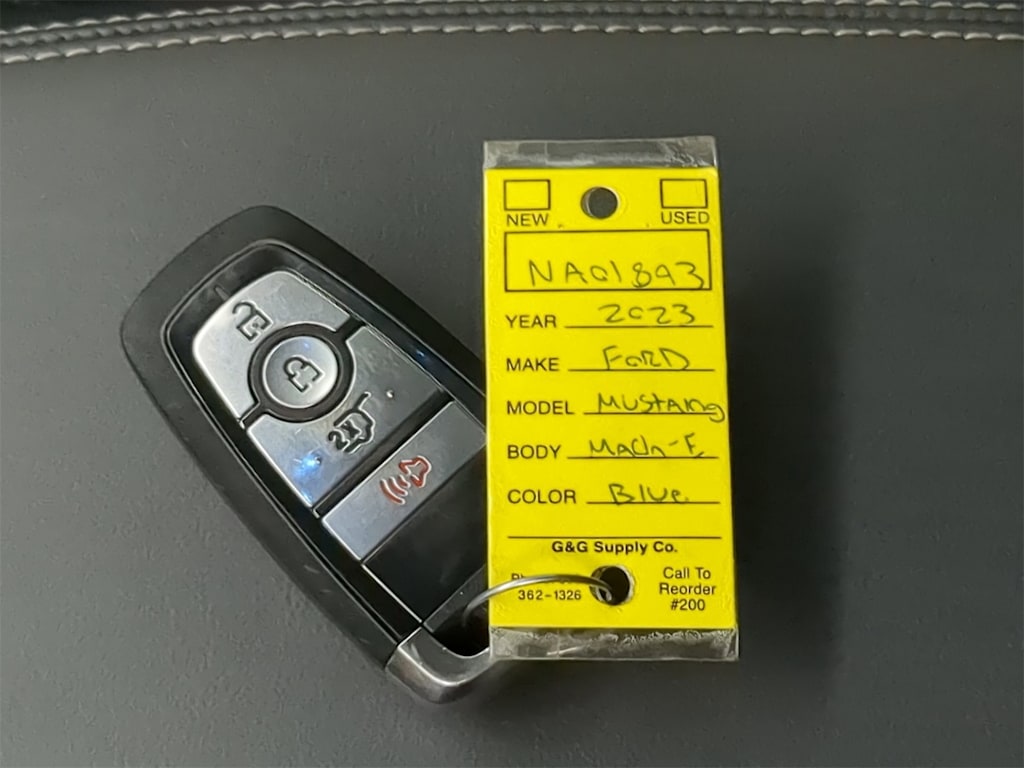 NEW USED
NA01893
YEAR 2023
MAKE FORD
MODEL Mustang
BODY Mach-E
COLOR Blue
G&G Supply Co.
362-1326
Call To
Reorder
#200
2X